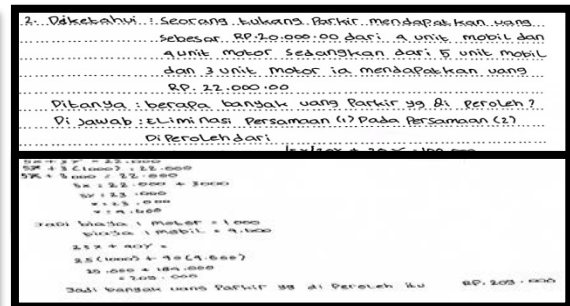 2. Diketahui : Seorang tukang Parkir mendapatkan uang
sebesar RP.20.000.00 dari 4 unit mobil dan
4 unit motor sedangkan dari 5 unit mobil
dan 3 unit motor ia mendapatkan uang
RP. 22.000.00
Ditanya : berapa banyak uang Parkir yg di peroleh ?
Di Jawab : ELiminasi Persamaan (1) Pada Persamaan (2)
Di Peroleh dari
5x + 3y = 22.000
5x + 3 (1000) : 22.000
5x + 3000 : 22.000
5x : 22.000 + 3000
Jadi biaya 1 motor = 1000
biaya 1 mobil = 4.600
25x + 40y =
25 (1000) + 40 (4.600)
25.000 + 184.000
= 209.000
Jadi banyak uang Parkir yg di Peroleh itu RP. 209.000